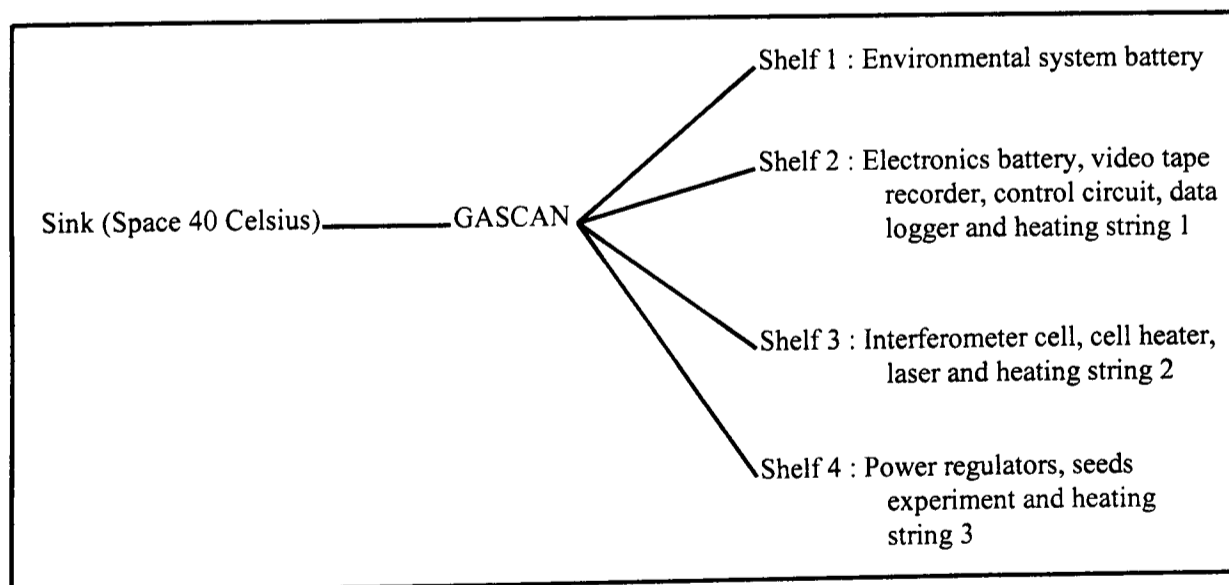 Shelf 1 : Environmental system battery
Shelf 2 : Electronics battery, video tape
recorder, control circuit, data
logger and heating string 1
Sink (Space 40 Celsius)
GASCAN
Shelf 3 : Interferometer cell, cell heater,
laser and heating string 2
Shelf 4 : Power regulators, seeds
experiment and heating
string 3